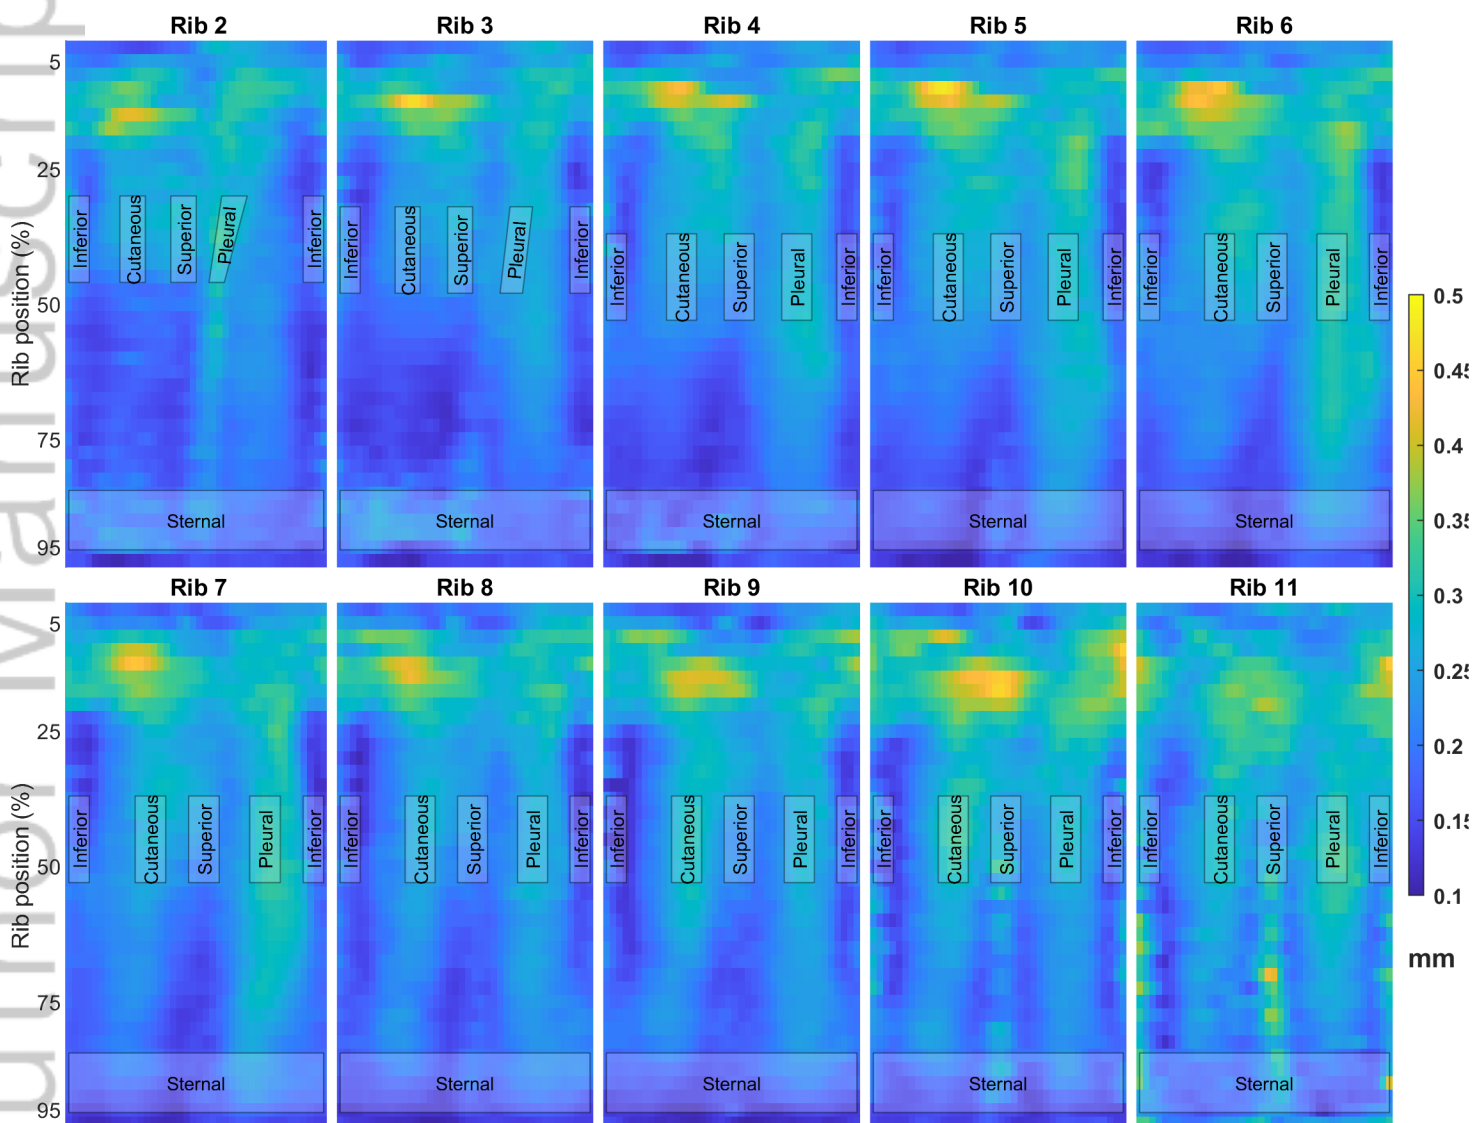 Rib 2 Rib 3 Rib 4 Rib 5 Rib 6
Rib position (%)
5
25
50
75
95
Inferior Cutaneous Superior Pleural Inferior
Inferior Cutaneous Superior Pleural Inferior
Inferior Cutaneous Superior Pleural Inferior
Inferior Cutaneous Superior Pleural Inferior
Inferior Cutaneous Superior Pleural Inferior
Sternal Sternal Sternal Sternal Sternal
Rib 7 Rib 8 Rib 9 Rib 10 Rib 11
Rib position (%)
5
25
50
75
95
Inferior Cutaneous Superior Pleural Inferior
Inferior Cutaneous Superior Pleural Inferior
Inferior Cutaneous Superior Pleural Inferior
Inferior Cutaneous Superior Pleural Inferior
Inferior Cutaneous Superior Pleural Inferior
Sternal Sternal Sternal Sternal Sternal
0.5
0.45
0.4
0.35
0.3
0.25
0.2
0.15
0.1
mm